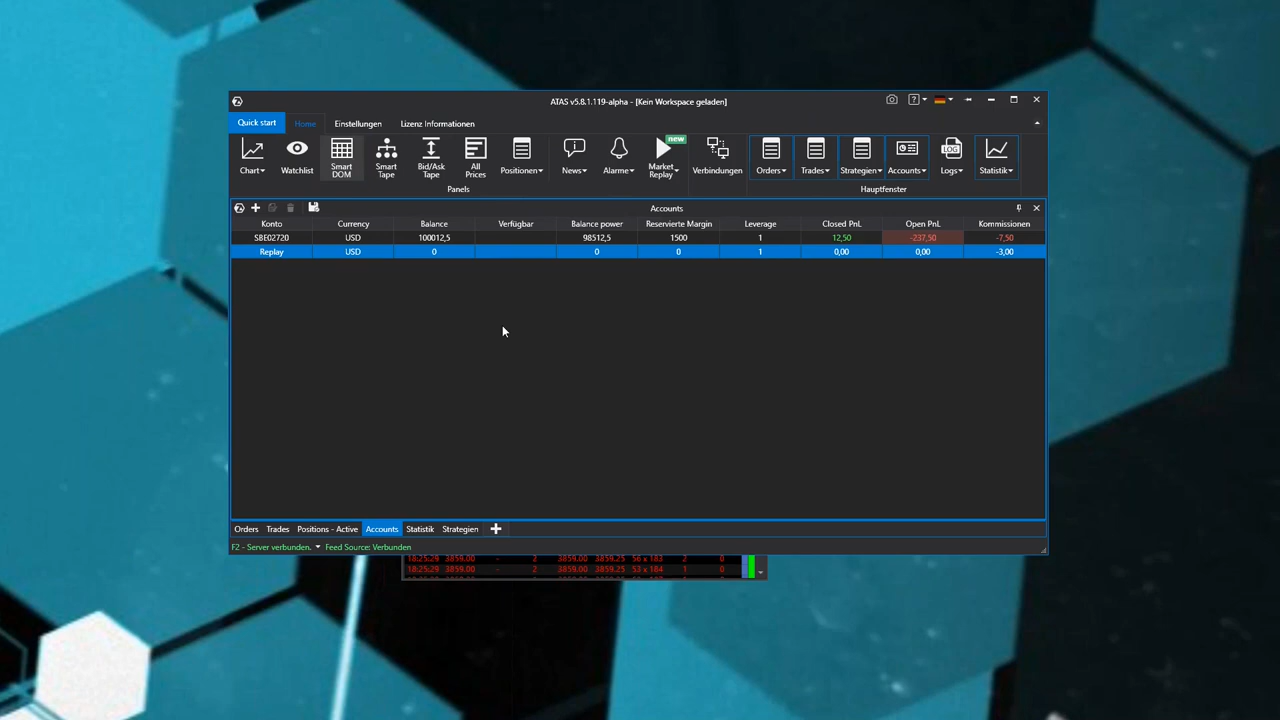 ATAS v5.8.1.119-alpha - [Kein Workspace geladen]
Quick start Home Einstellungen Lizenz Informationen
new
Chart Watchlist Smart DOM Smart Tape Bid/Ask Tape All Prices Positionen News Alarme Market Replay Verbindungen Orders Trades Strategien Accounts LOG Logs Statistik
Panels Hauptfenster
Accounts
Konto Currency Balance Verfügbar Balance power Reservierte Margin Leverage Closed PnL Open PnL Kommissionen
SBE02720 USD 100012,5 98512,5 1500 1 12,50 -237,50 -7,50
Replay USD 0 0 0 1 0,00 0,00 -3,00
Orders Trades Positions - Active Accounts Statistik Strategien
F2 - Server verbunden. Feed Source: Verbunden
18:25:29 3859.00 - 2 3859.00 3859.25 56 x 183 2 0
18:25:29 3859.00 - 2 3859.00 3859.25 53 x 184 1 0